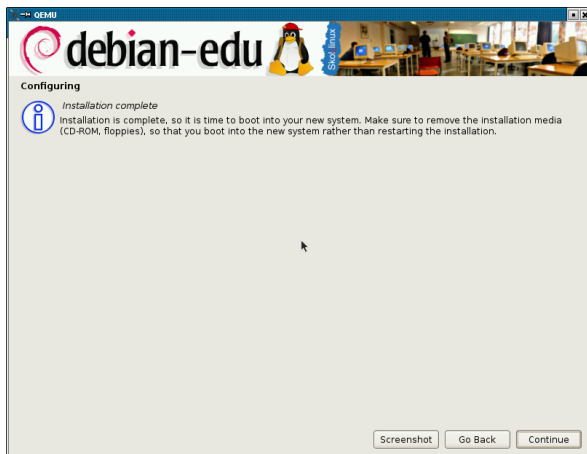 QEMU
debian-edu
Skol linux
Configuring
Installation complete
Installation is complete, so it is time to boot into your new system. Make sure to remove the installation media
(CD-ROM, floppies), so that you boot into the new system rather than restarting the installation.
Screenshot
Go Back
Continue